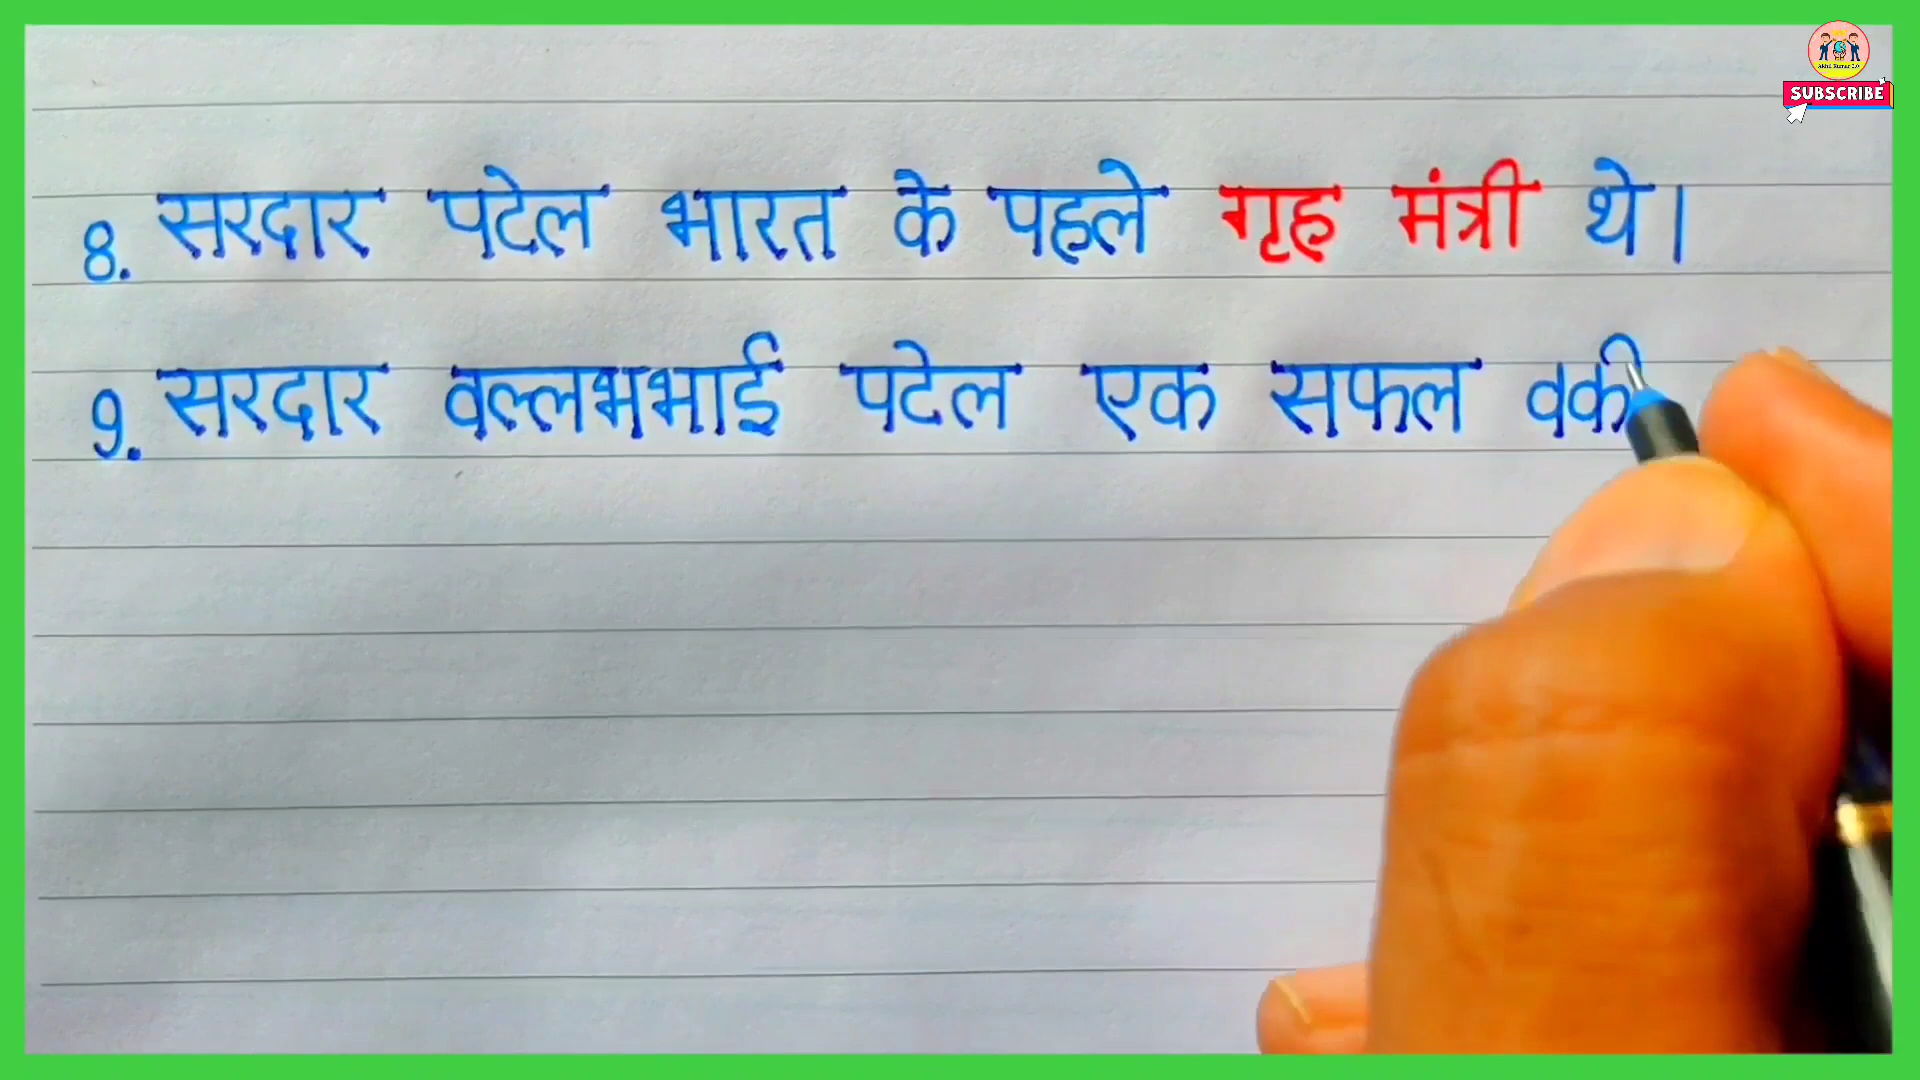 SUBSCRIBE
8. सरदार पटेल भारत के पहले गृह मंत्री थे।
9. सरदार वल्लभभाई पटेल एक सफल वकी